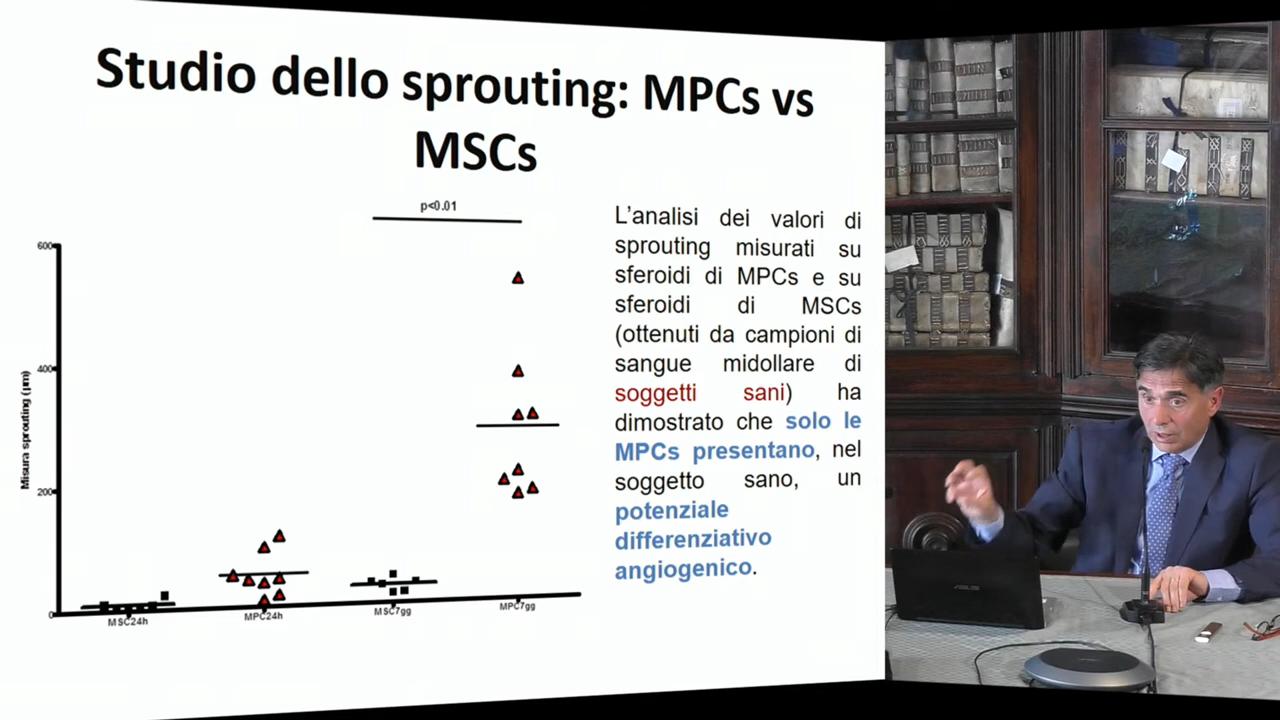 Studio dello sprouting: MPCs vs
MSCs
p<0.01
600
400
200
0
Misura sprouting (µm)
MSC24h
MPC24h
MSC7gg
MPC7gg
L'analisi dei valori di
sprouting misurati su
sferoidi di MPCs e su
sferoidi di MSCs
(ottenuti da campioni di
sangue midollare di
soggetti sani) ha
dimostrato che solo le
MPCs presentano, nel
soggetto sano, un
potenziale
differenziativo
angiogenico.
ASUS